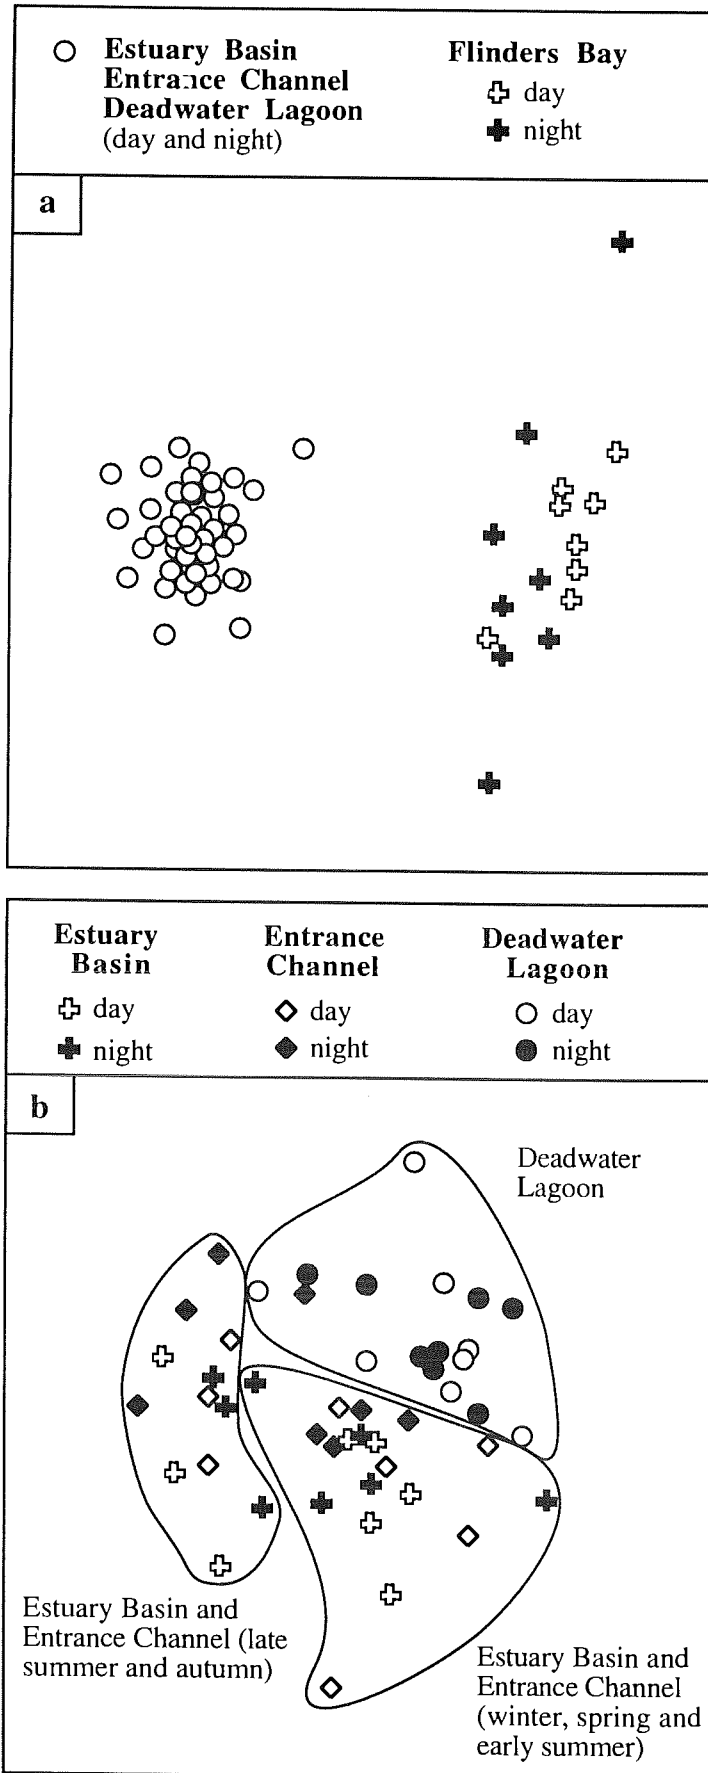 Estuary Basin
Entrance Channel
Deadwater Lagoon
(day and night)
Flinders Bay
day
night
a
Estuary
Basin
day
night
Entrance
Channel
day
night
Deadwater
Lagoon
day
night
b
Deadwater
Lagoon
Estuary Basin and
Entrance Channel (late
summer and autumn)
Estuary Basin and
Entrance Channel
(winter, spring and
early summer)